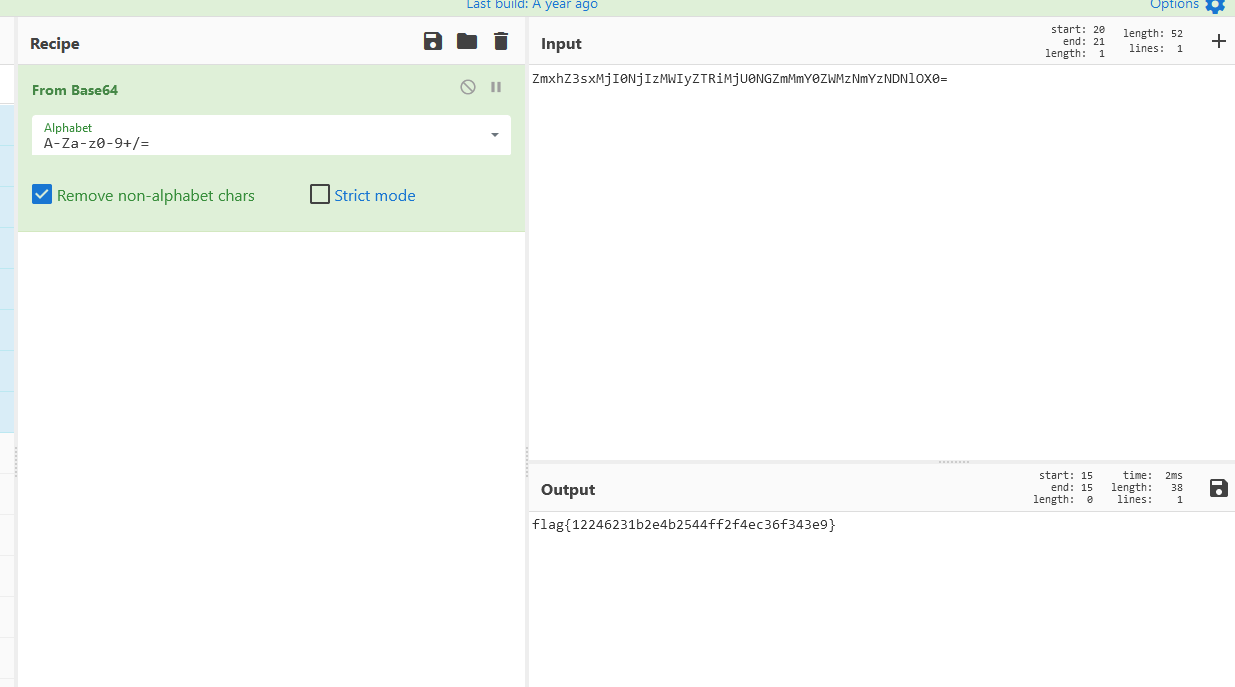 Last build: A year ago
Options
Recipe
From Base64
Alphabet
A-Za-z0-9+/=
Remove non-alphabet chars
Strict mode
Input
start: 20
end: 21
length: 1
length: 52
lines: 1
ZmxhZ3sxMjI0NjIzMWIyZTRiMjU0NGZmMmY0ZWMzNmYzNDNlOX0=
Output
start: 15
end: 15
length: 0
time: 2ms
length: 38
lines: 1
flag{12246231b2e4b2544ff2f4ec36f343e9}